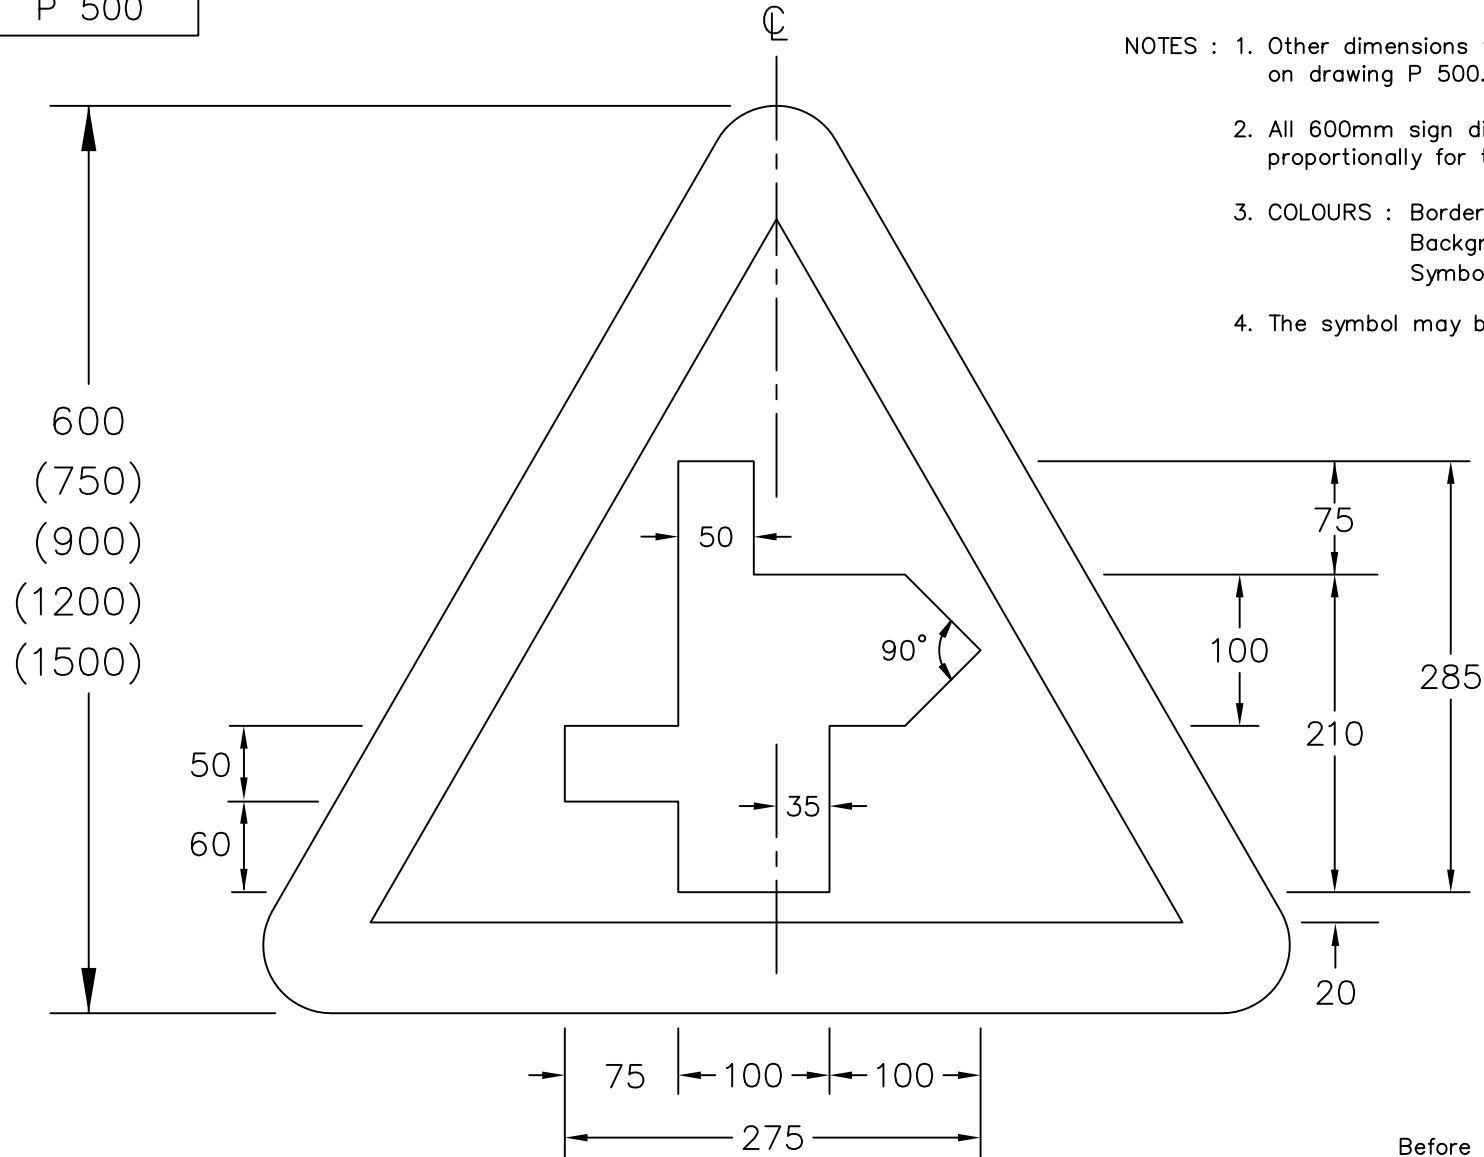 P 500
℄
NOTES : 1. Other dimensions
on drawing P 500.
2. All 600mm sign
proportionally for
3. COLOURS : Border
4. The symbol may
600
(750)
(900)
(1200)
(1500)
50
75
90°
100
285
210
50
35
60
20
75
100
100
275
Before